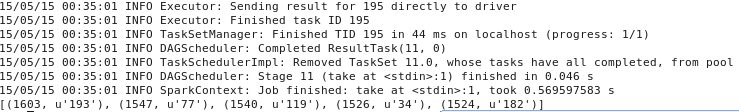 15/05/15 00:35:01 INFO Executor: Sending result for 195 directly to driver
15/05/15 00:35:01 INFO Executor: Finished task ID 195
15/05/15 00:35:01 INFO TaskSetManager: Finished TID 195 in 44 ms on localhost (progress: 1/1)
15/05/15 00:35:01 INFO DAGScheduler: Completed ResultTask(11, 0)
15/05/15 00:35:01 INFO TaskSchedulerImpl: Removed TaskSet 11.0, whose tasks have all completed, from pool
15/05/15 00:35:01 INFO DAGScheduler: Stage 11 (take at <stdin>:1) finished in 0.046 s
15/05/15 00:35:01 INFO SparkContext: Job finished: take at <stdin>:1, took 0.569597583 s
[(1603, u'193'), (1547, u'77'), (1540, u'119'), (1526, u'34'), (1524, u'182')]